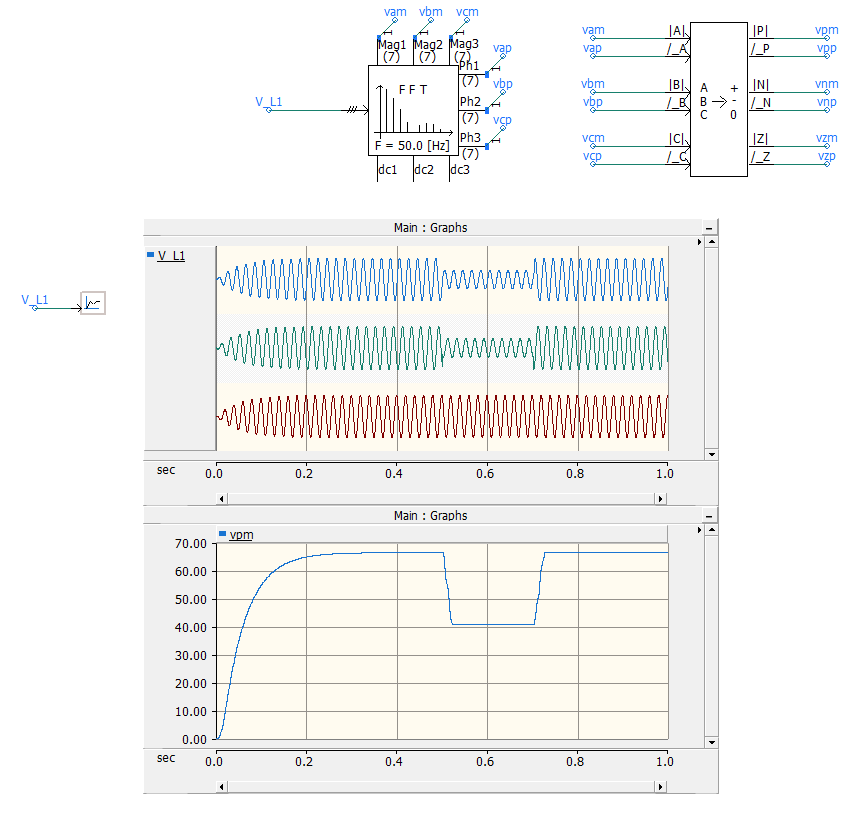 vam vbm vcm
Mag1 Mag2 Mag3
(7) (7) (7)
vap
Ph1
(7)
V_L1
FFT
vbp
Ph2
(7)
vcp
Ph3
(7)
F = 50.0 [Hz]
dc1 dc2 dc3
vam |A| |P| vpm
vap /_A /_P vpp
vbm |B| A + |N| vnm
vbp /_B B - /_N vnp
C 0
vcm |C| |Z| vzm
vcp /_C /_Z vzp
V_L1
Main : Graphs
V_L1
sec 0.0 0.2 0.4 0.6 0.8 1.0
Main : Graphs
vpm
70.00
60.00
50.00
40.00
30.00
20.00
10.00
0.00
sec 0.0 0.2 0.4 0.6 0.8 1.0